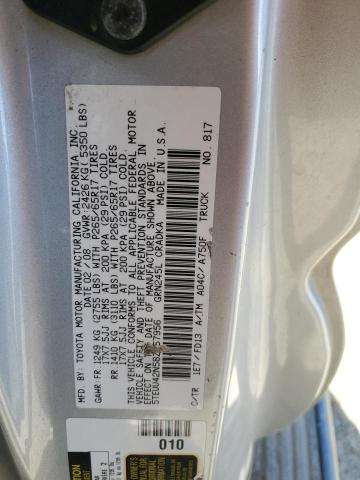 MFD. BY: TOYOTA MOTOR MANUFACTURING CALIFORNIA, INC.
DATE: 02 / 08 GVWR: 2426 KG ( 5350 LBS)
GAWR: FR. 1249 KG (2755 LBS) WITH P265/65R17 TIRES
17X7.5JJ RIMS AT 200 KPA (29 PSI) COLD
RR. 1410 KG (3110 LBS) WITH P265/65R17 TIRES
17X7.5JJ RIMS AT 200 KPA (29 PSI) COLD
THIS VEHICLE CONFORMS TO ALL APPLICABLE FEDERAL MOTOR
VEHICLE SAFETY AND THEFT PREVENTION STANDARDS IN
EFFECT ON THE DATE OF MANUFACTURE SHOWN ABOVE.
5TEUU42N58Z 57956 TRUCK
GRN245L CRADKA MADE IN U.S.A.
C/TR 1E7/ FD13 A/TM A04C/ A750F
NO. 817
010